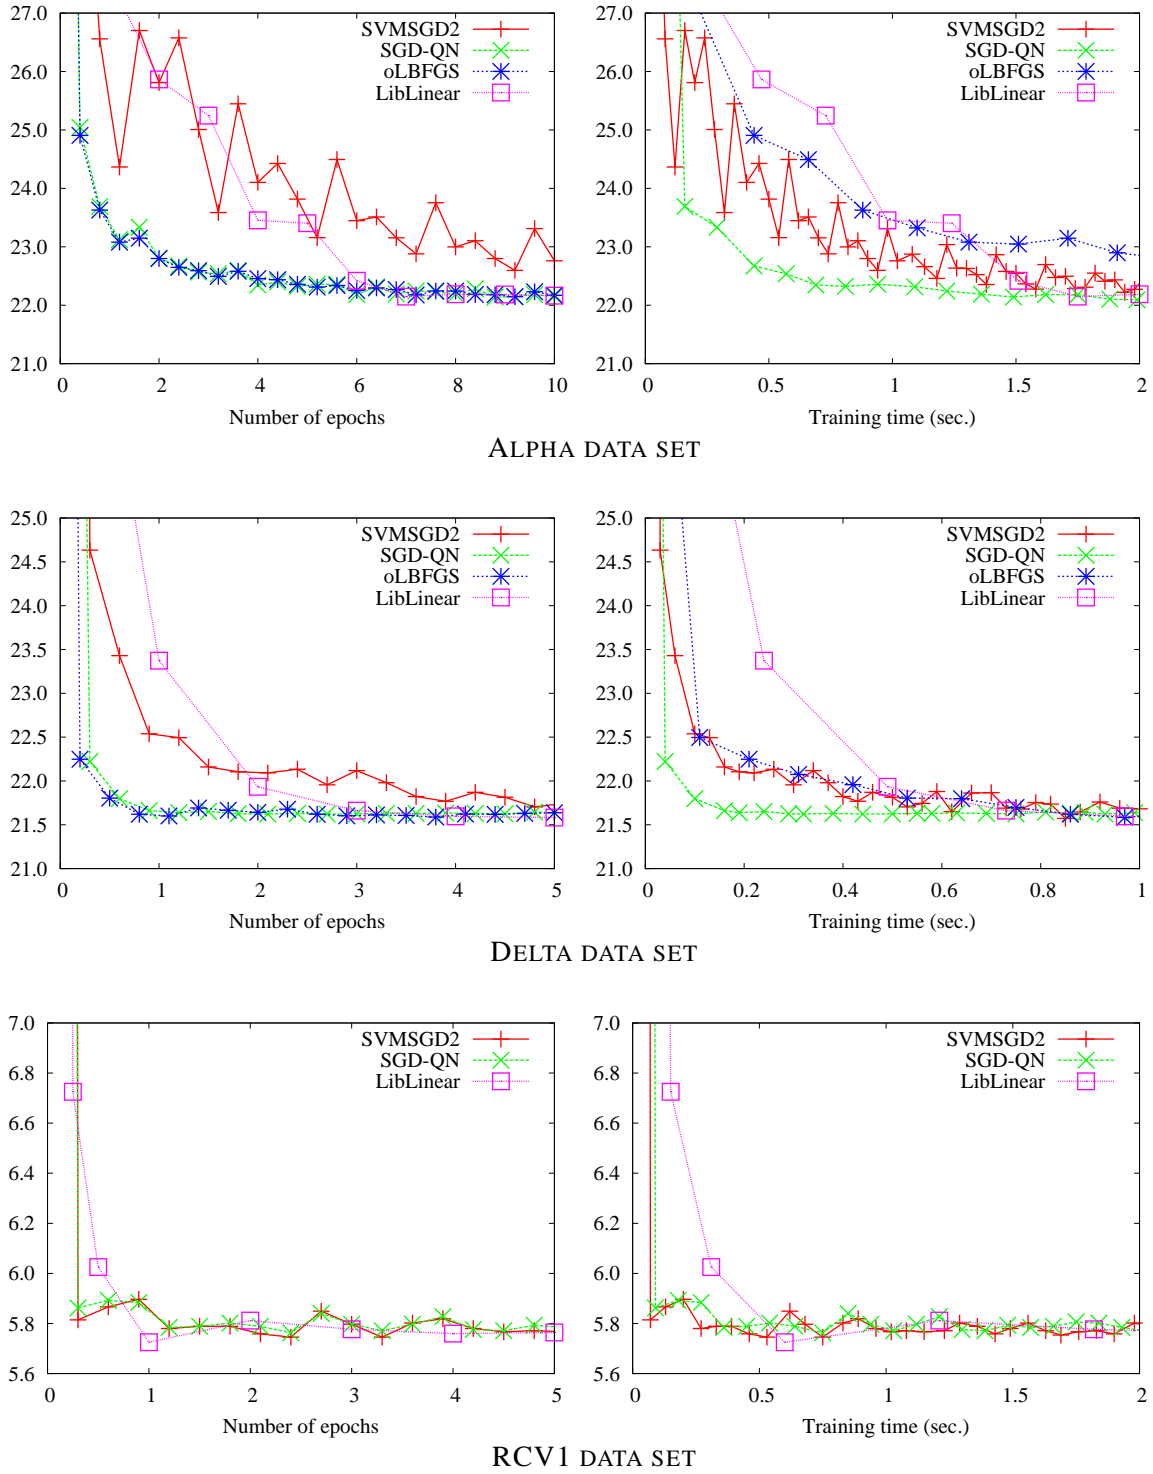 27.0
26.0
25.0
24.0
23.0
22.0
21.0
0 2 4 6 8 10
Number of epochs
SVMSGD2
SGD-QN
oLBFGS
LibLinear
27.0
26.0
25.0
24.0
23.0
22.0
21.0
0 0.5 1 1.5 2
Training time (sec.)
SVMSGD2
SGD-QN
oLBFGS
LibLinear
ALPHA DATA SET
25.0
24.5
24.0
23.5
23.0
22.5
22.0
21.5
21.0
0 1 2 3 4 5
Number of epochs
SVMSGD2
SGD-QN
oLBFGS
LibLinear
25.0
24.5
24.0
23.5
23.0
22.5
22.0
21.5
21.0
0 0.2 0.4 0.6 0.8 1
Training time (sec.)
SVMSGD2
SGD-QN
oLBFGS
LibLinear
DELTA DATA SET
7.0
6.8
6.6
6.4
6.2
6.0
5.8
5.6
0 1 2 3 4 5
Number of epochs
SVMSGD2
SGD-QN
LibLinear
7.0
6.8
6.6
6.4
6.2
6.0
5.8
5.6
0 0.5 1 1.5 2
Training time (sec.)
SVMSGD2
SGD-QN
LibLinear
RCV1 DATA SET